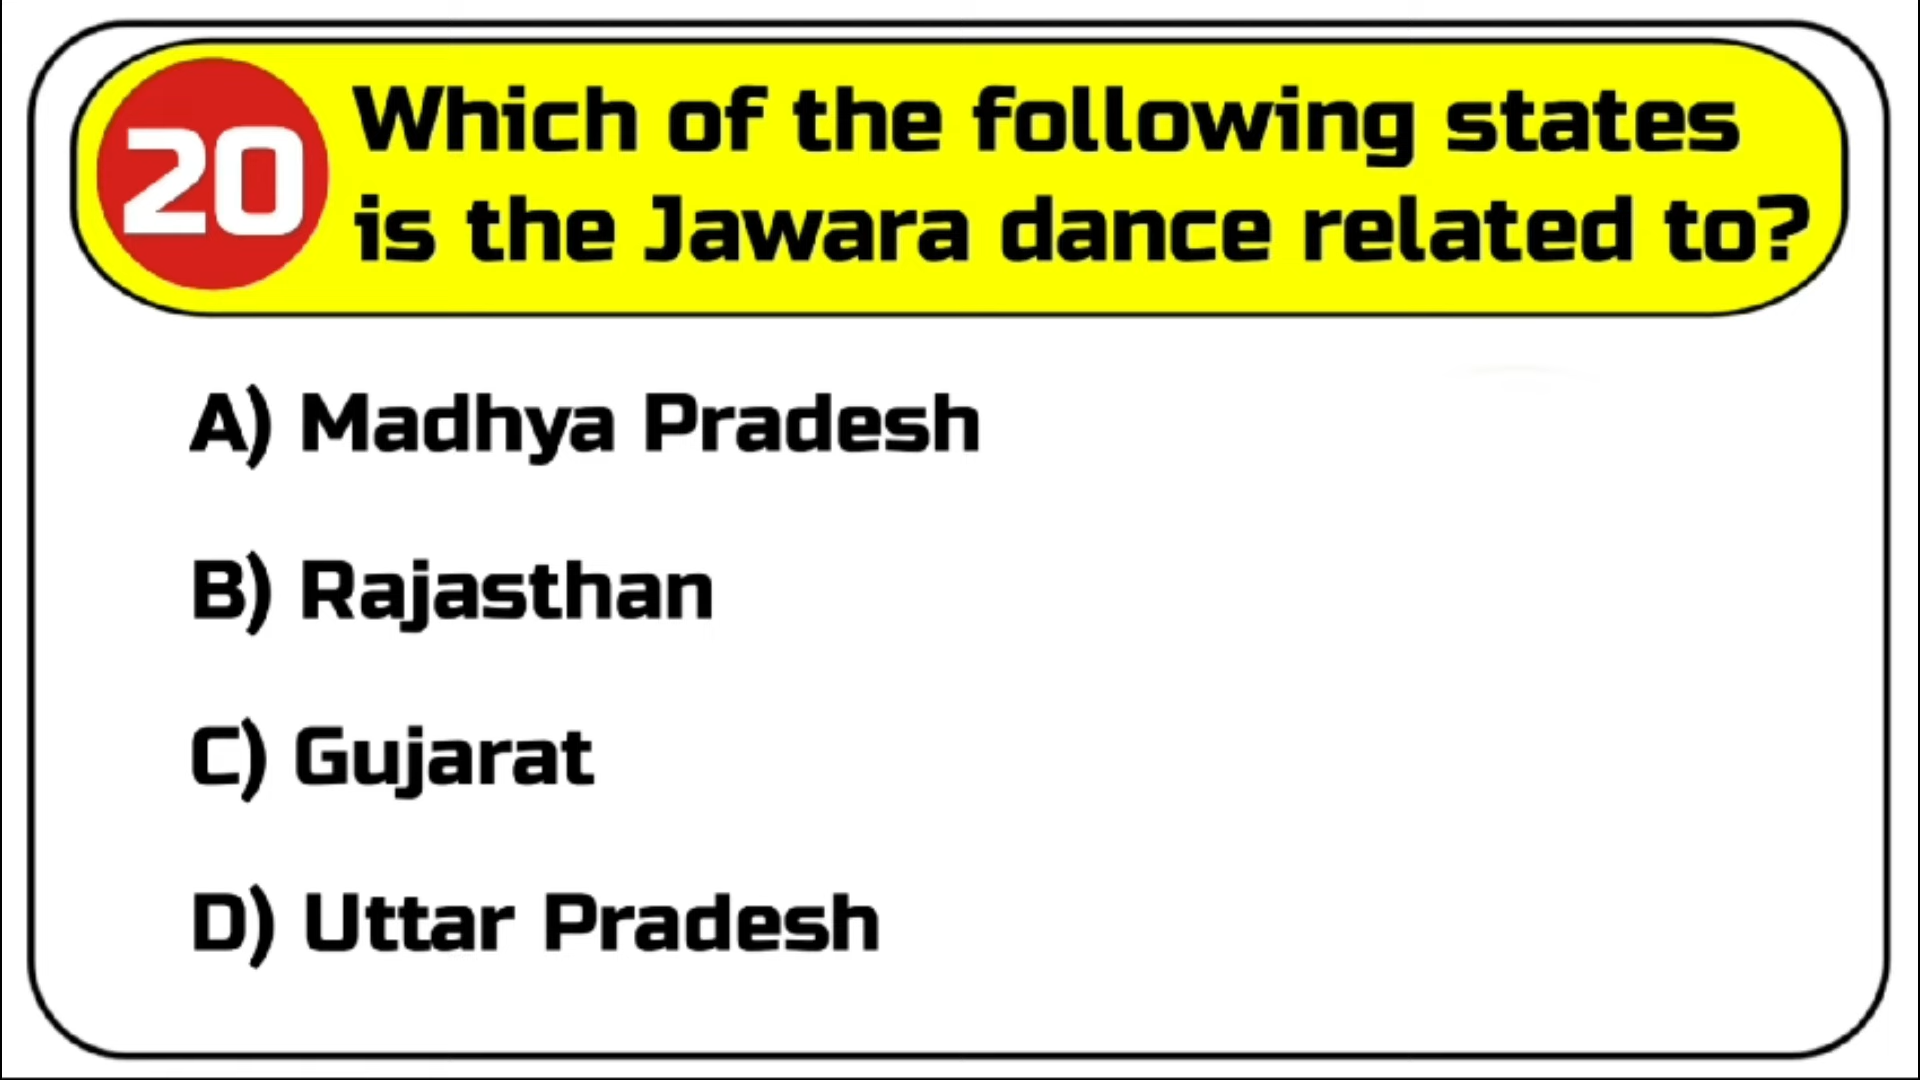 20
Which of the following states
is the Jawara dance related to?
A) Madhya Pradesh
B) Rajasthan
C) Gujarat
D) Uttar Pradesh